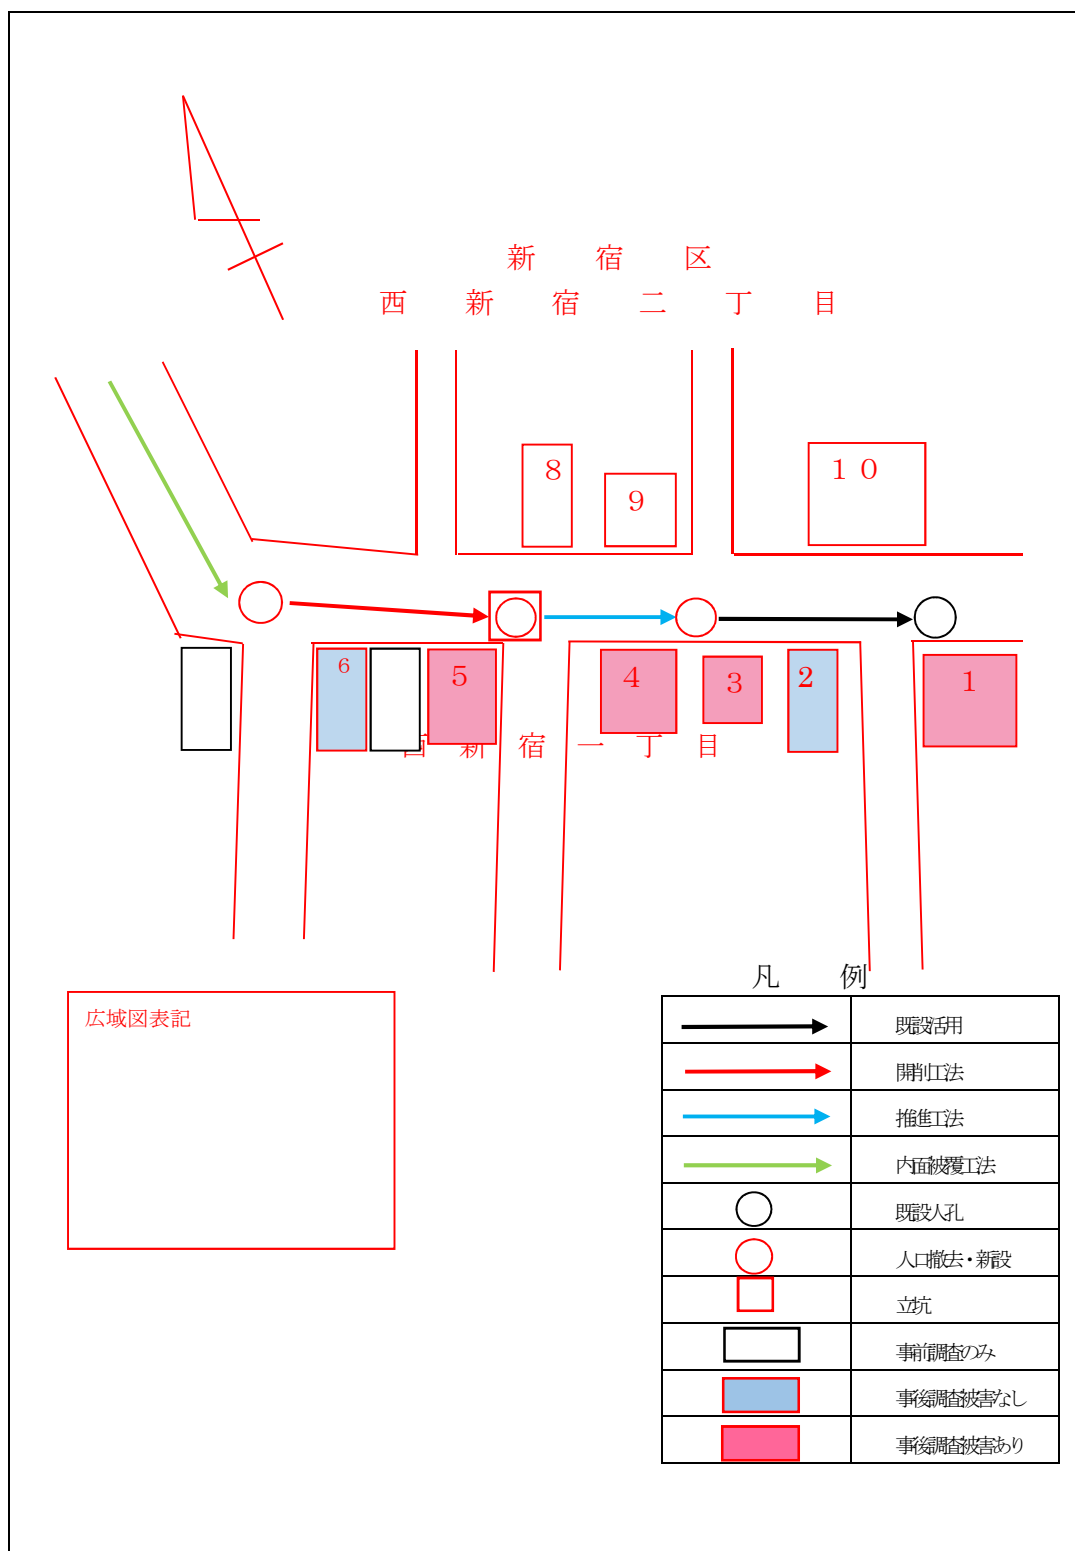 新宿区
西新宿二丁目
8
9
10
6
5
4
3
2
1
西新宿一丁目
凡例
広域図表記
既設活用
開削工法
推進工法
内面被覆工法
既設人孔
人口撤去・新設
立坑
事前調査のみ
事後調査被害なし
事後調査被害あり